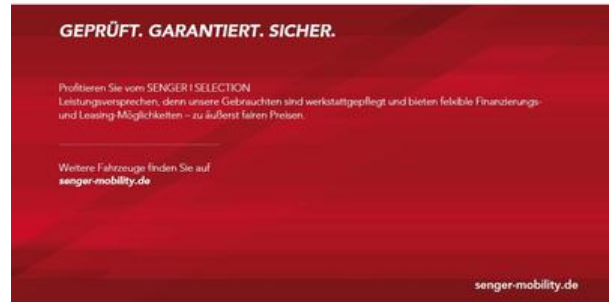 GEPRÜFT. GARANTIERT. SICHER.
Profitieren Sie vom SENGER I SELECTION
Leistungsversprechen, denn unsere Gebrauchten sind werkstattgepflegt und bieten felxible Finanzierungs-
und Leasing-Möglichkeiten – zu äußerst fairen Preisen.
Weitere Fahrzeuge finden Sie auf
senger-mobility.de
senger-mobility.de